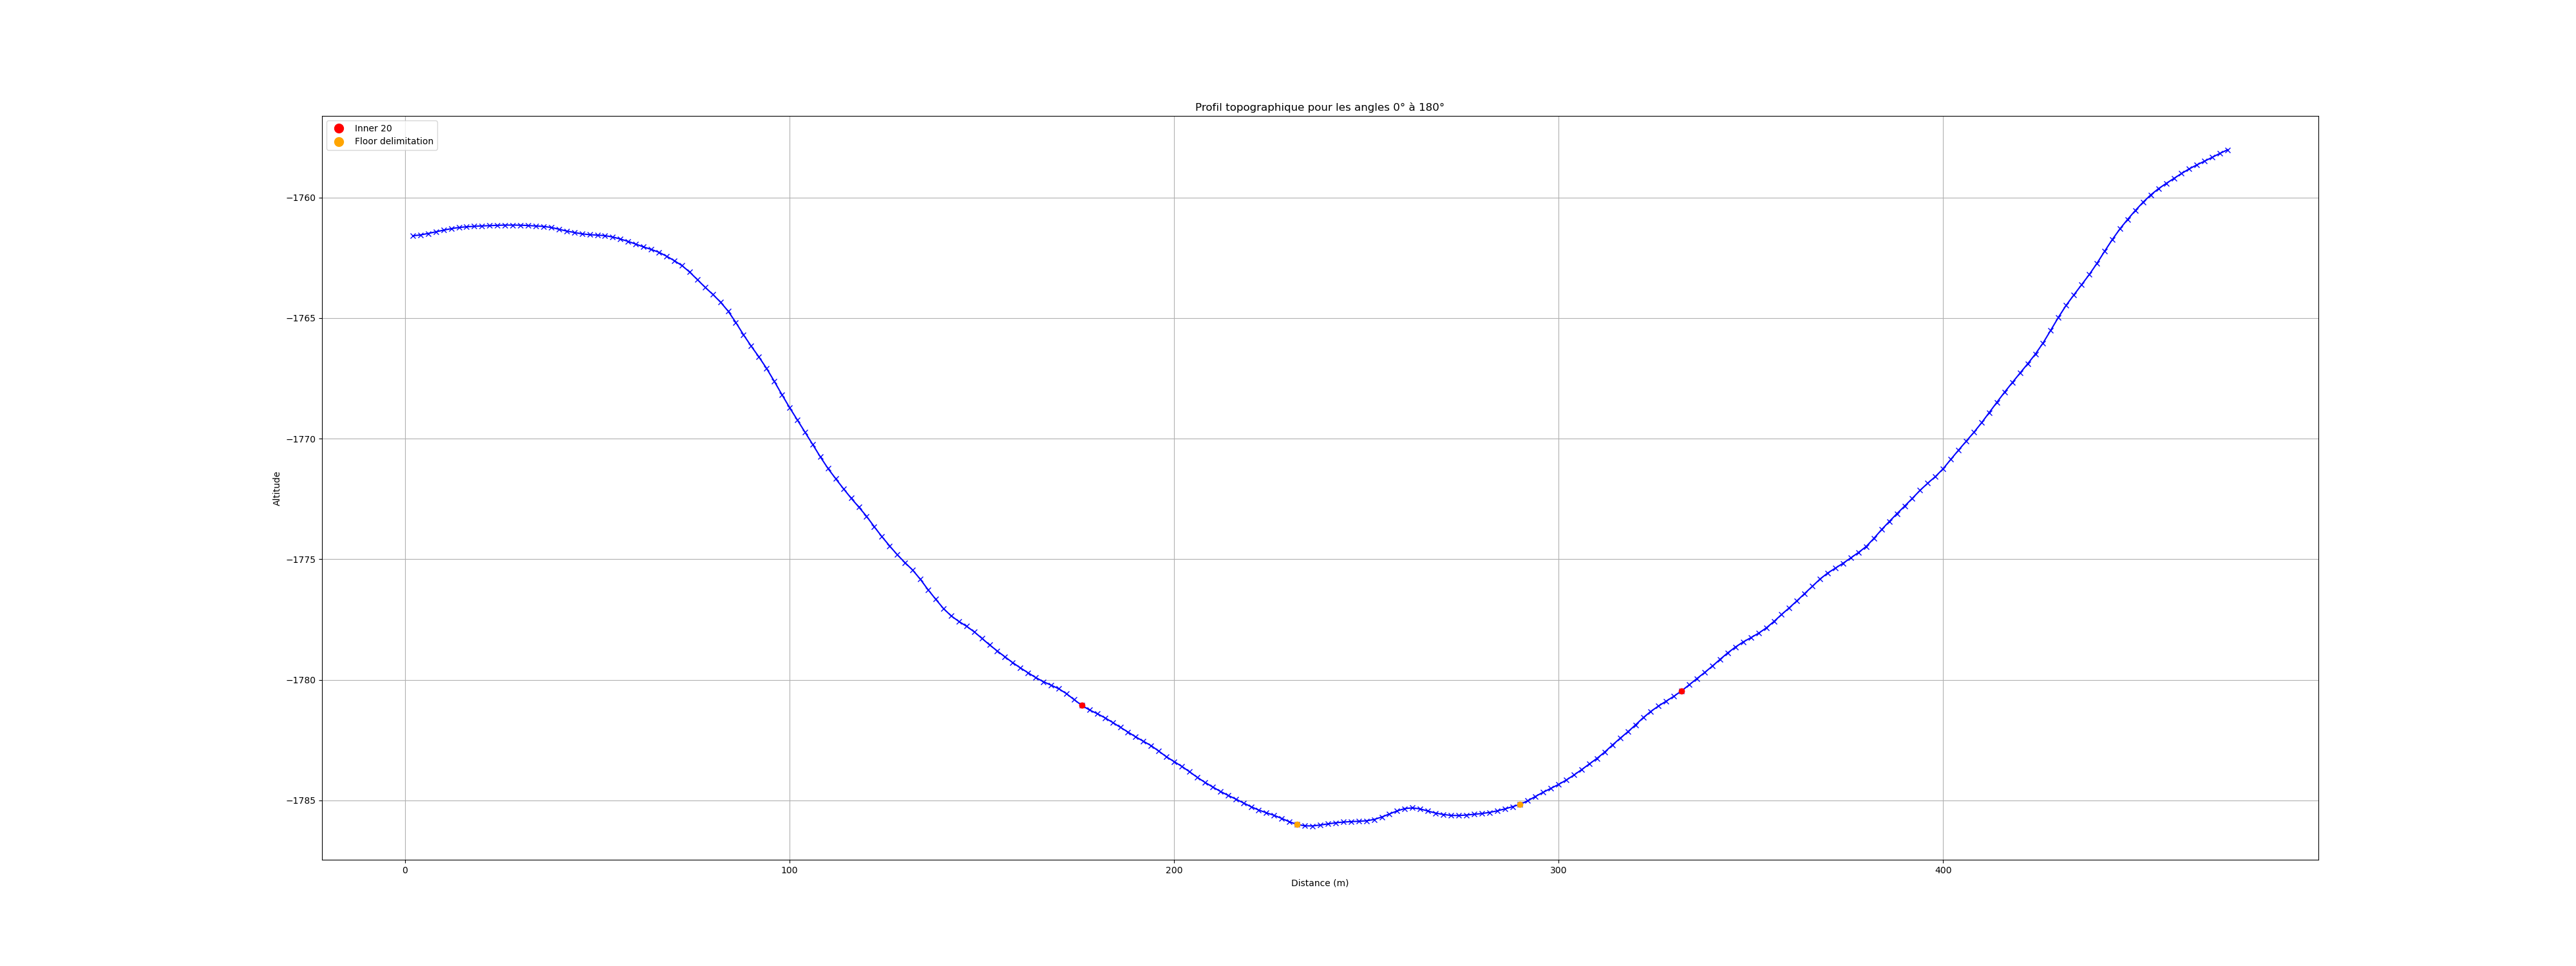 Profil topographique pour les angles 0° à 180°
Inner 20
Floor delimitation
−1760
−1765
−1770
−1775
−1780
−1785
Altitude
0
100
200
300
400
Distance (m)